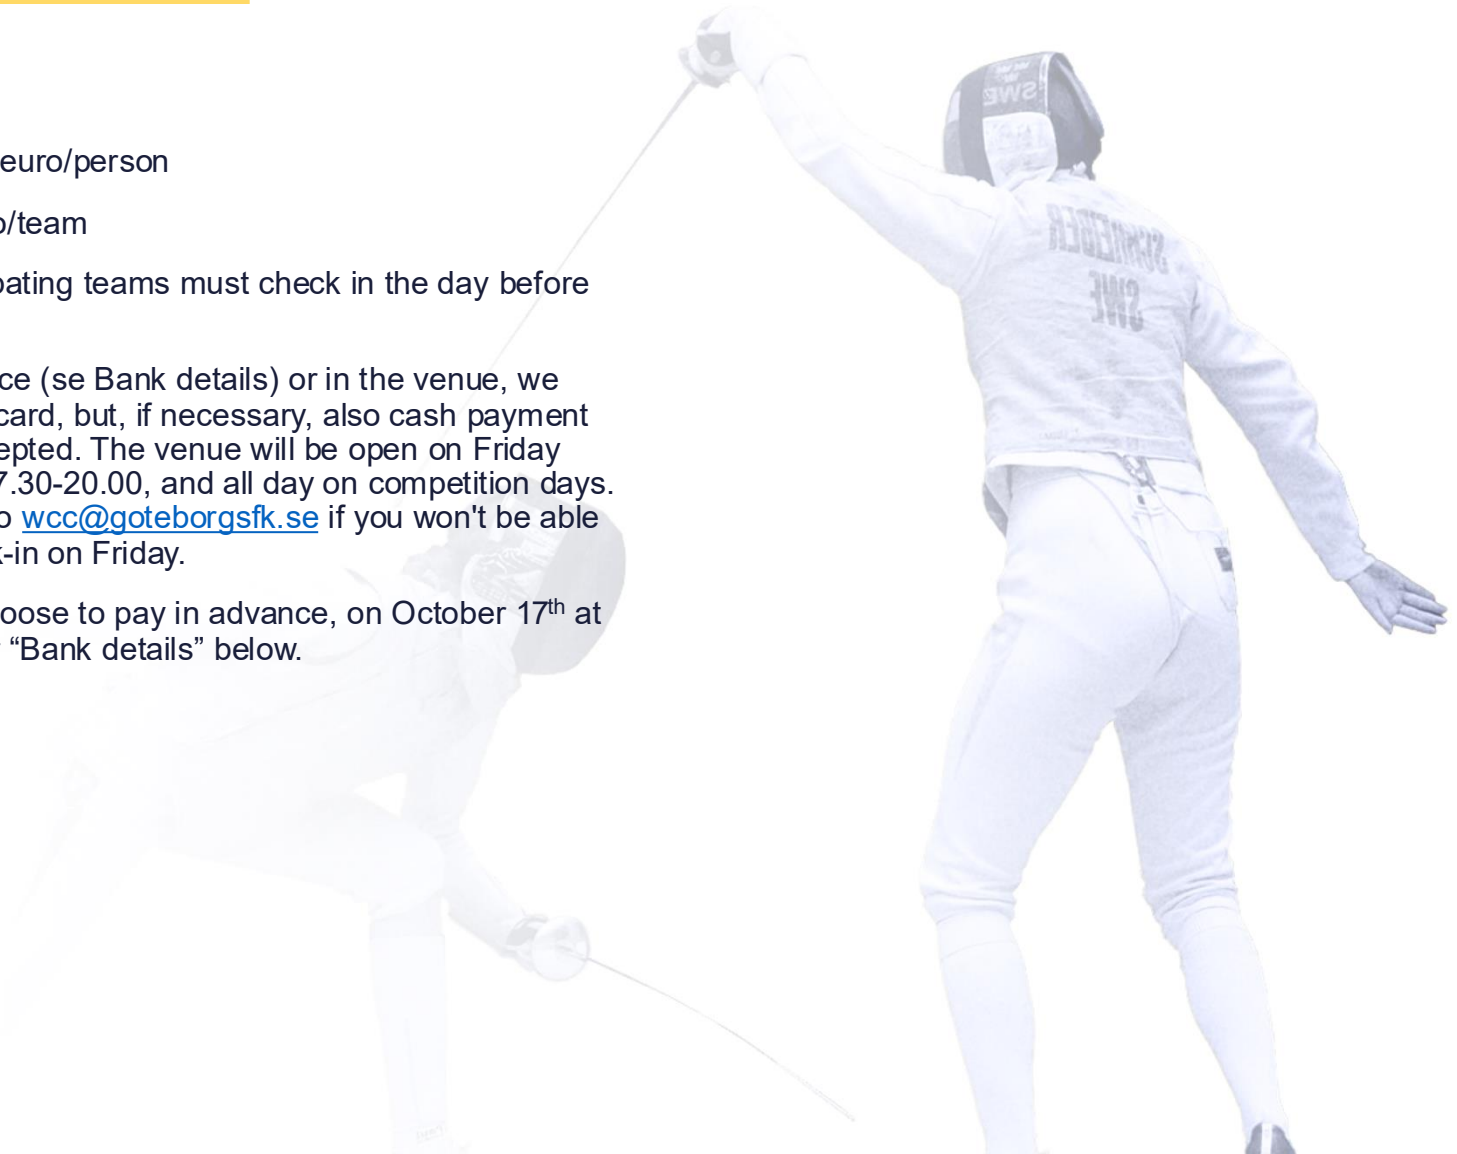 euro/person
o/team
pating teams must check in the day before
ce (se Bank details) or in the venue, we
card, but, if necessary, also cash payment
epted. The venue will be open on Friday
7.30-20.00, and all day on competition days.
o wcc@goteborgsfk.se if you won't be able
k-in on Friday.
oose to pay in advance, on October 17th at
“Bank details” below.
SWE
SCHREIBER
SWE